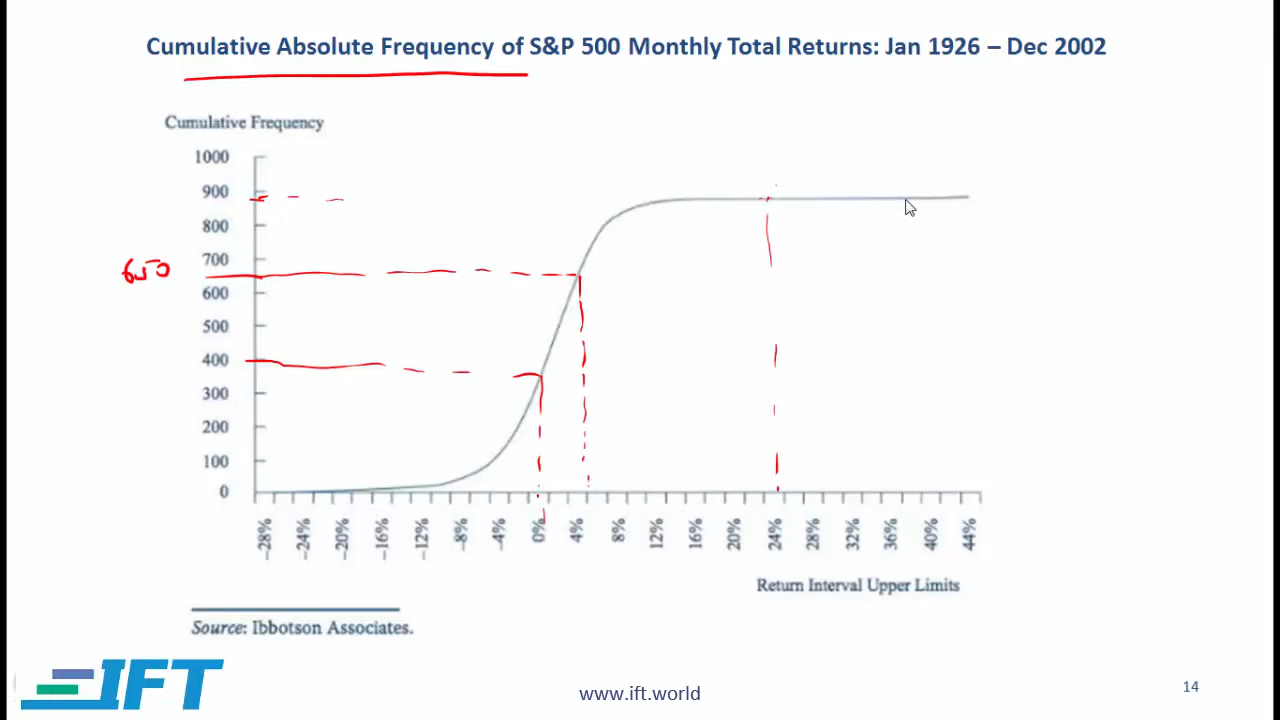 Cumulative Absolute Frequency of S&P 500 Monthly Total Returns: Jan 1926 – Dec 2002
Cumulative Frequency
1000
900
800
700
650
600
500
400
300
200
100
0
–28% –24% –20% –16% –12% –8% –4% 0% 4% 8% 12% 16% 20% 24% 28% 32% 36% 40% 44%
Return Interval Upper Limits
Source: Ibbotson Associates.
IFT
www.ift.world
14